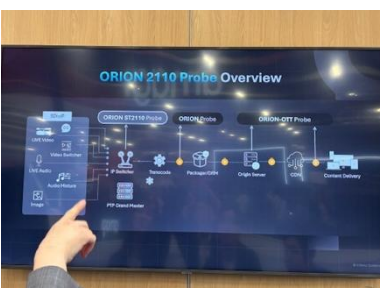 ORION 2110 Probe Overview
ORION ST2110 Probe
ORION Probe
ORION-OTT Probe
LIVE Video
Video Switcher
LIVE Audio
Audio Mixture
Image
IP Switcher
PTP Grand Master
Transcode
Package/DRM
Origin Server
CDN
Content Delivery